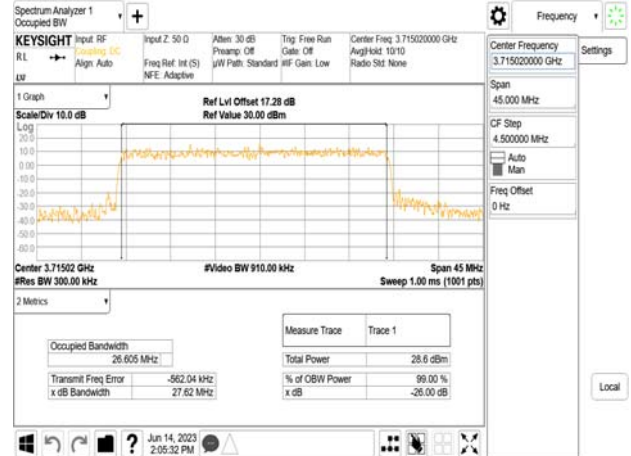 Spectrum Analyzer 1
Occupied BW
Frequency
KEYSIGHT
RL
Input: RF
Coupling: DC
Align: Auto
Input Z: 50 Ω
Freq Ref: Int (S)
NFE: Adaptive
Atten: 30 dB
Preamp: Off
µW Path: Standard
Trig: Free Run
Gate: Off
#IF Gain: Low
Center Freq: 3.715020000 GHz
Avg|Hold: 10/10
Radio Std: None
Center Frequency
3.715020000 GHz
Settings
Span
45.000 MHz
CF Step
4.500000 MHz
Auto
Man
Freq Offset
0 Hz
Local
1 Graph
Scale/Div 10.0 dB
Ref Lvl Offset 17.28 dB
Ref Value 30.00 dBm
Log
20.0
10.0
0.00
-10.0
-20.0
-30.0
-40.0
-50.0
-60.0
Center 3.71502 GHz
#Video BW 910.00 kHz
Span 45 MHz
#Res BW 300.00 kHz
Sweep 1.00 ms (1001 pts)
2 Metrics
Measure Trace Trace 1
Occupied Bandwidth
26.605 MHz
Total Power 28.6 dBm
Transmit Freq Error -562.04 kHz
% of OBW Power 99.00 %
x dB Bandwidth 27.62 MHz
x dB -26.00 dB
?
Jun 14, 2023
2:05:32 PM